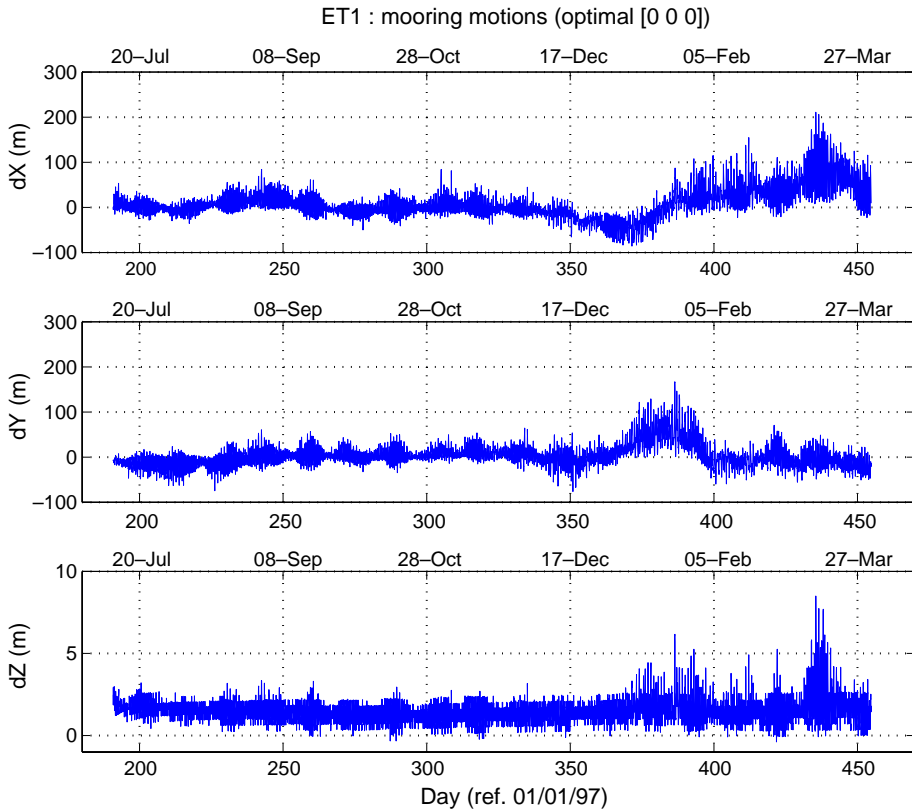 ET1 : mooring motions (optimal [0 0 0])
20–Jul 08–Sep 28–Oct 17–Dec 05–Feb 27–Mar
300
200
100
0
−100
dX (m)
200 250 300 350 400 450
20–Jul 08–Sep 28–Oct 17–Dec 05–Feb 27–Mar
300
200
100
0
−100
dY (m)
200 250 300 350 400 450
20–Jul 08–Sep 28–Oct 17–Dec 05–Feb 27–Mar
10
5
0
dZ (m)
200 250 300 350 400 450
Day (ref. 01/01/97)